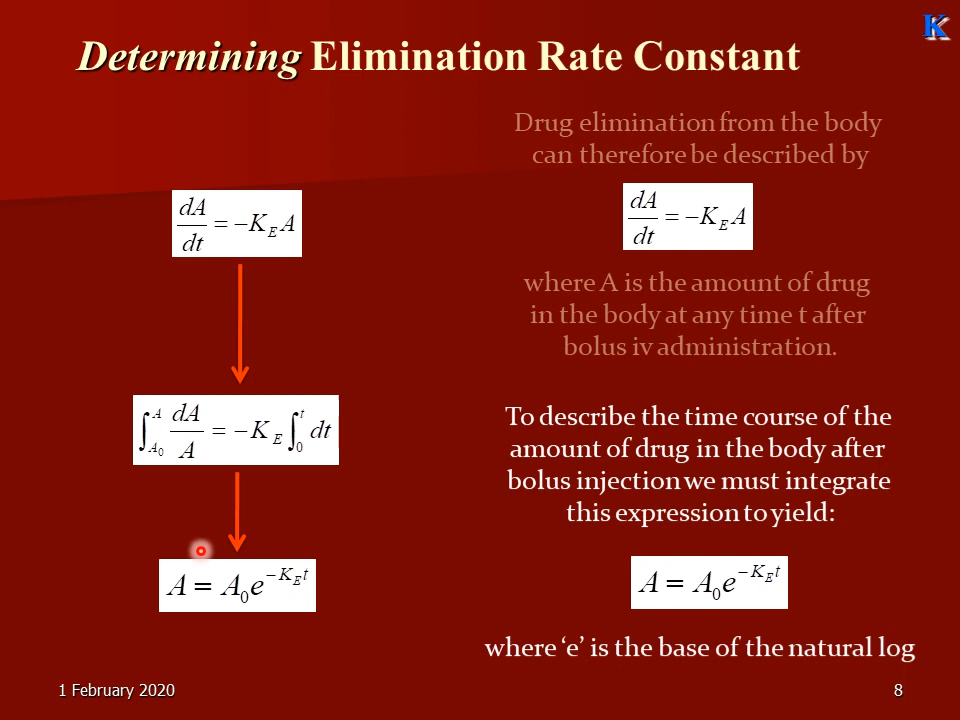 K
Determining Elimination Rate Constant
Drug elimination from the body
can therefore be described by
dA/dt = −K_E A
dA/dt = −K_E A
where A is the amount of drug
in the body at any time t after
bolus iv administration.
∫_{A₀}^{A} dA/A = −K_E ∫_0^t dt
To describe the time course of the
amount of drug in the body after
bolus injection we must integrate
this expression to yield:
A = A₀e^{−K_E t}
A = A₀e^{−K_E t}
where ‘e’ is the base of the natural log
1 February 2020
8